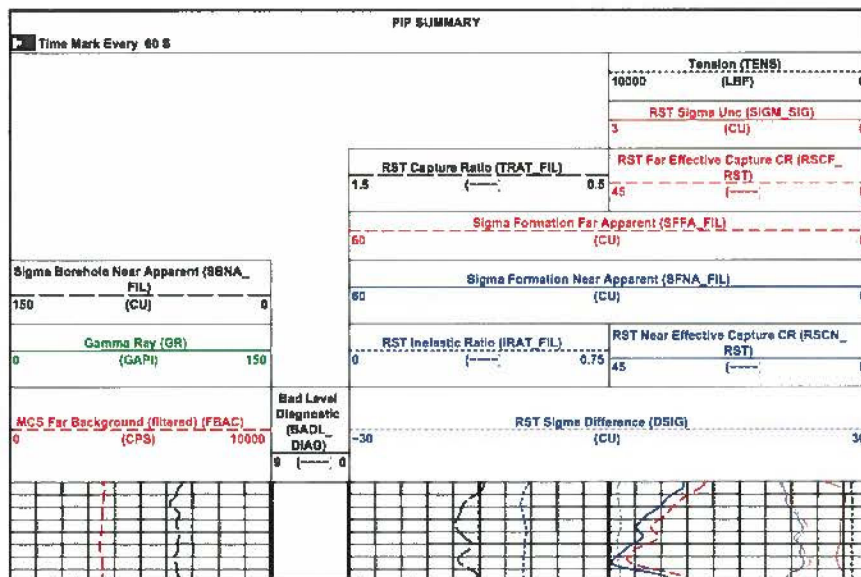 PIP SUMMARY
Time Mark Every 60 S
Tension (TENS)
10000 (LBF) 0
RST Sigma Unc (SIGM_SIG)
3 (CU) 0
RST Capture Ratio (TRAT_FIL)
1.5 (----) 0.5
RST Far Effective Capture CR (RSCF_
RST)
45 (----)
Sigma Formation Far Apparent (SFFA_FIL)
60 (CU)
Sigma Borehole Near Apparent (SBNA_
FIL)
150 (CU) 0
Sigma Formation Near Apparent (SFNA_FIL)
60 (CU)
Gamma Ray (GR)
0 (GAPI) 150
RST Inelastic Ratio (IRAT_FIL)
0 (----) 0.75
RST Near Effective Capture CR (RSCN_
RST)
45 (----)
MCS Far Background (filtered) (FBAC)
0 (CPS) 10000
Bad Level
Diagnostic
(BADL_
DIAG)
9 (----) 0
RST Sigma Difference (DSIG)
-30 (CU) 30